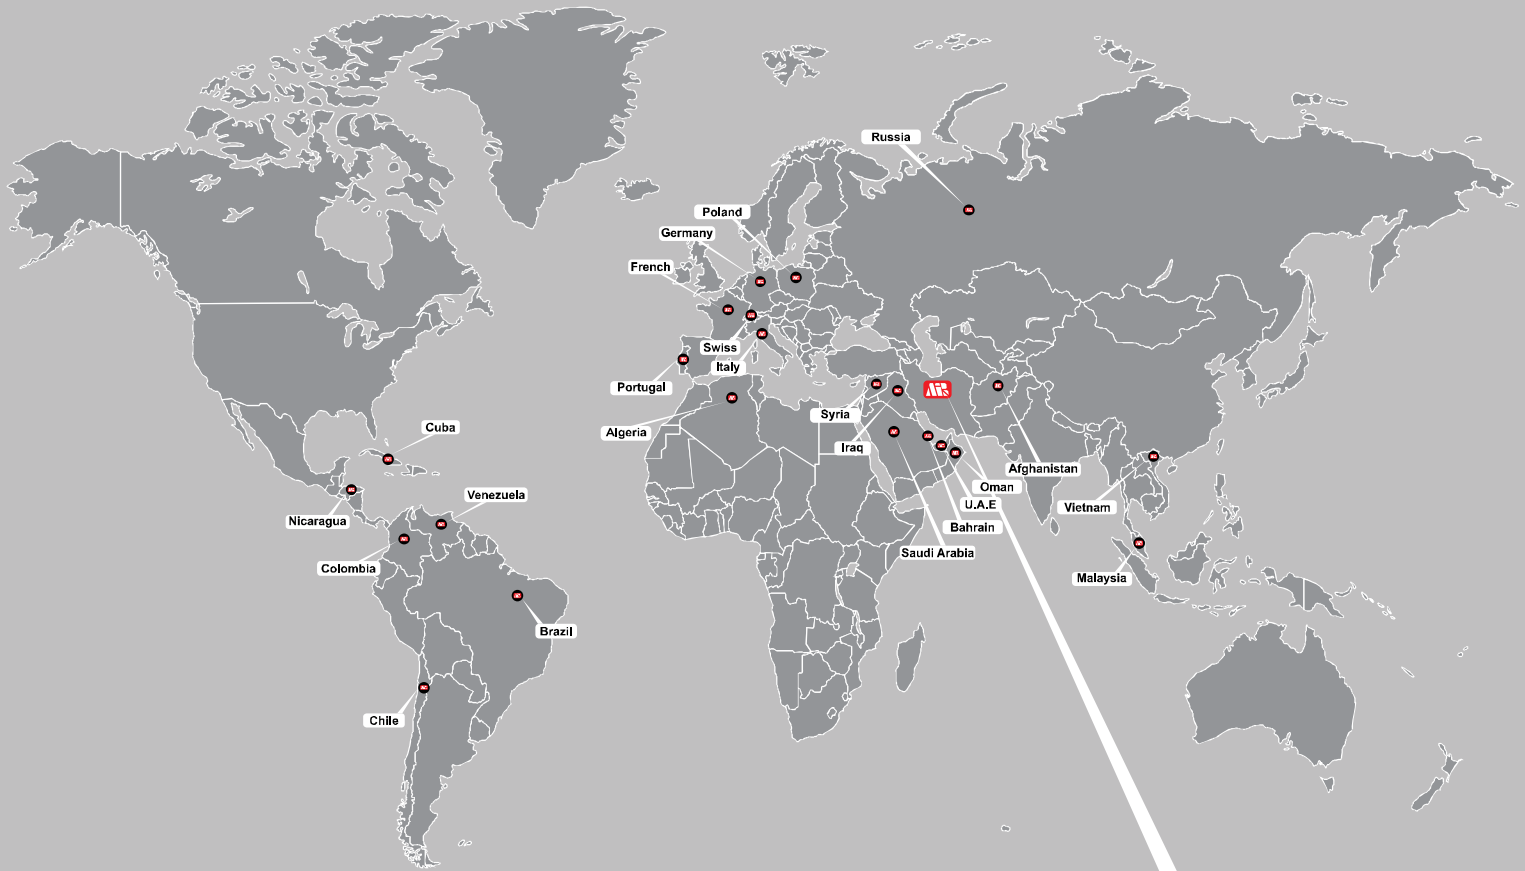 Russia
Poland
Germany
French
Swiss
Italy
Portugal
Algeria
Syria
Iraq
Cuba
Afghanistan
Oman
U.A.E
Bahrain
Saudi Arabia
Vietnam
Malaysia
Venezuela
Nicaragua
Colombia
Brazil
Chile